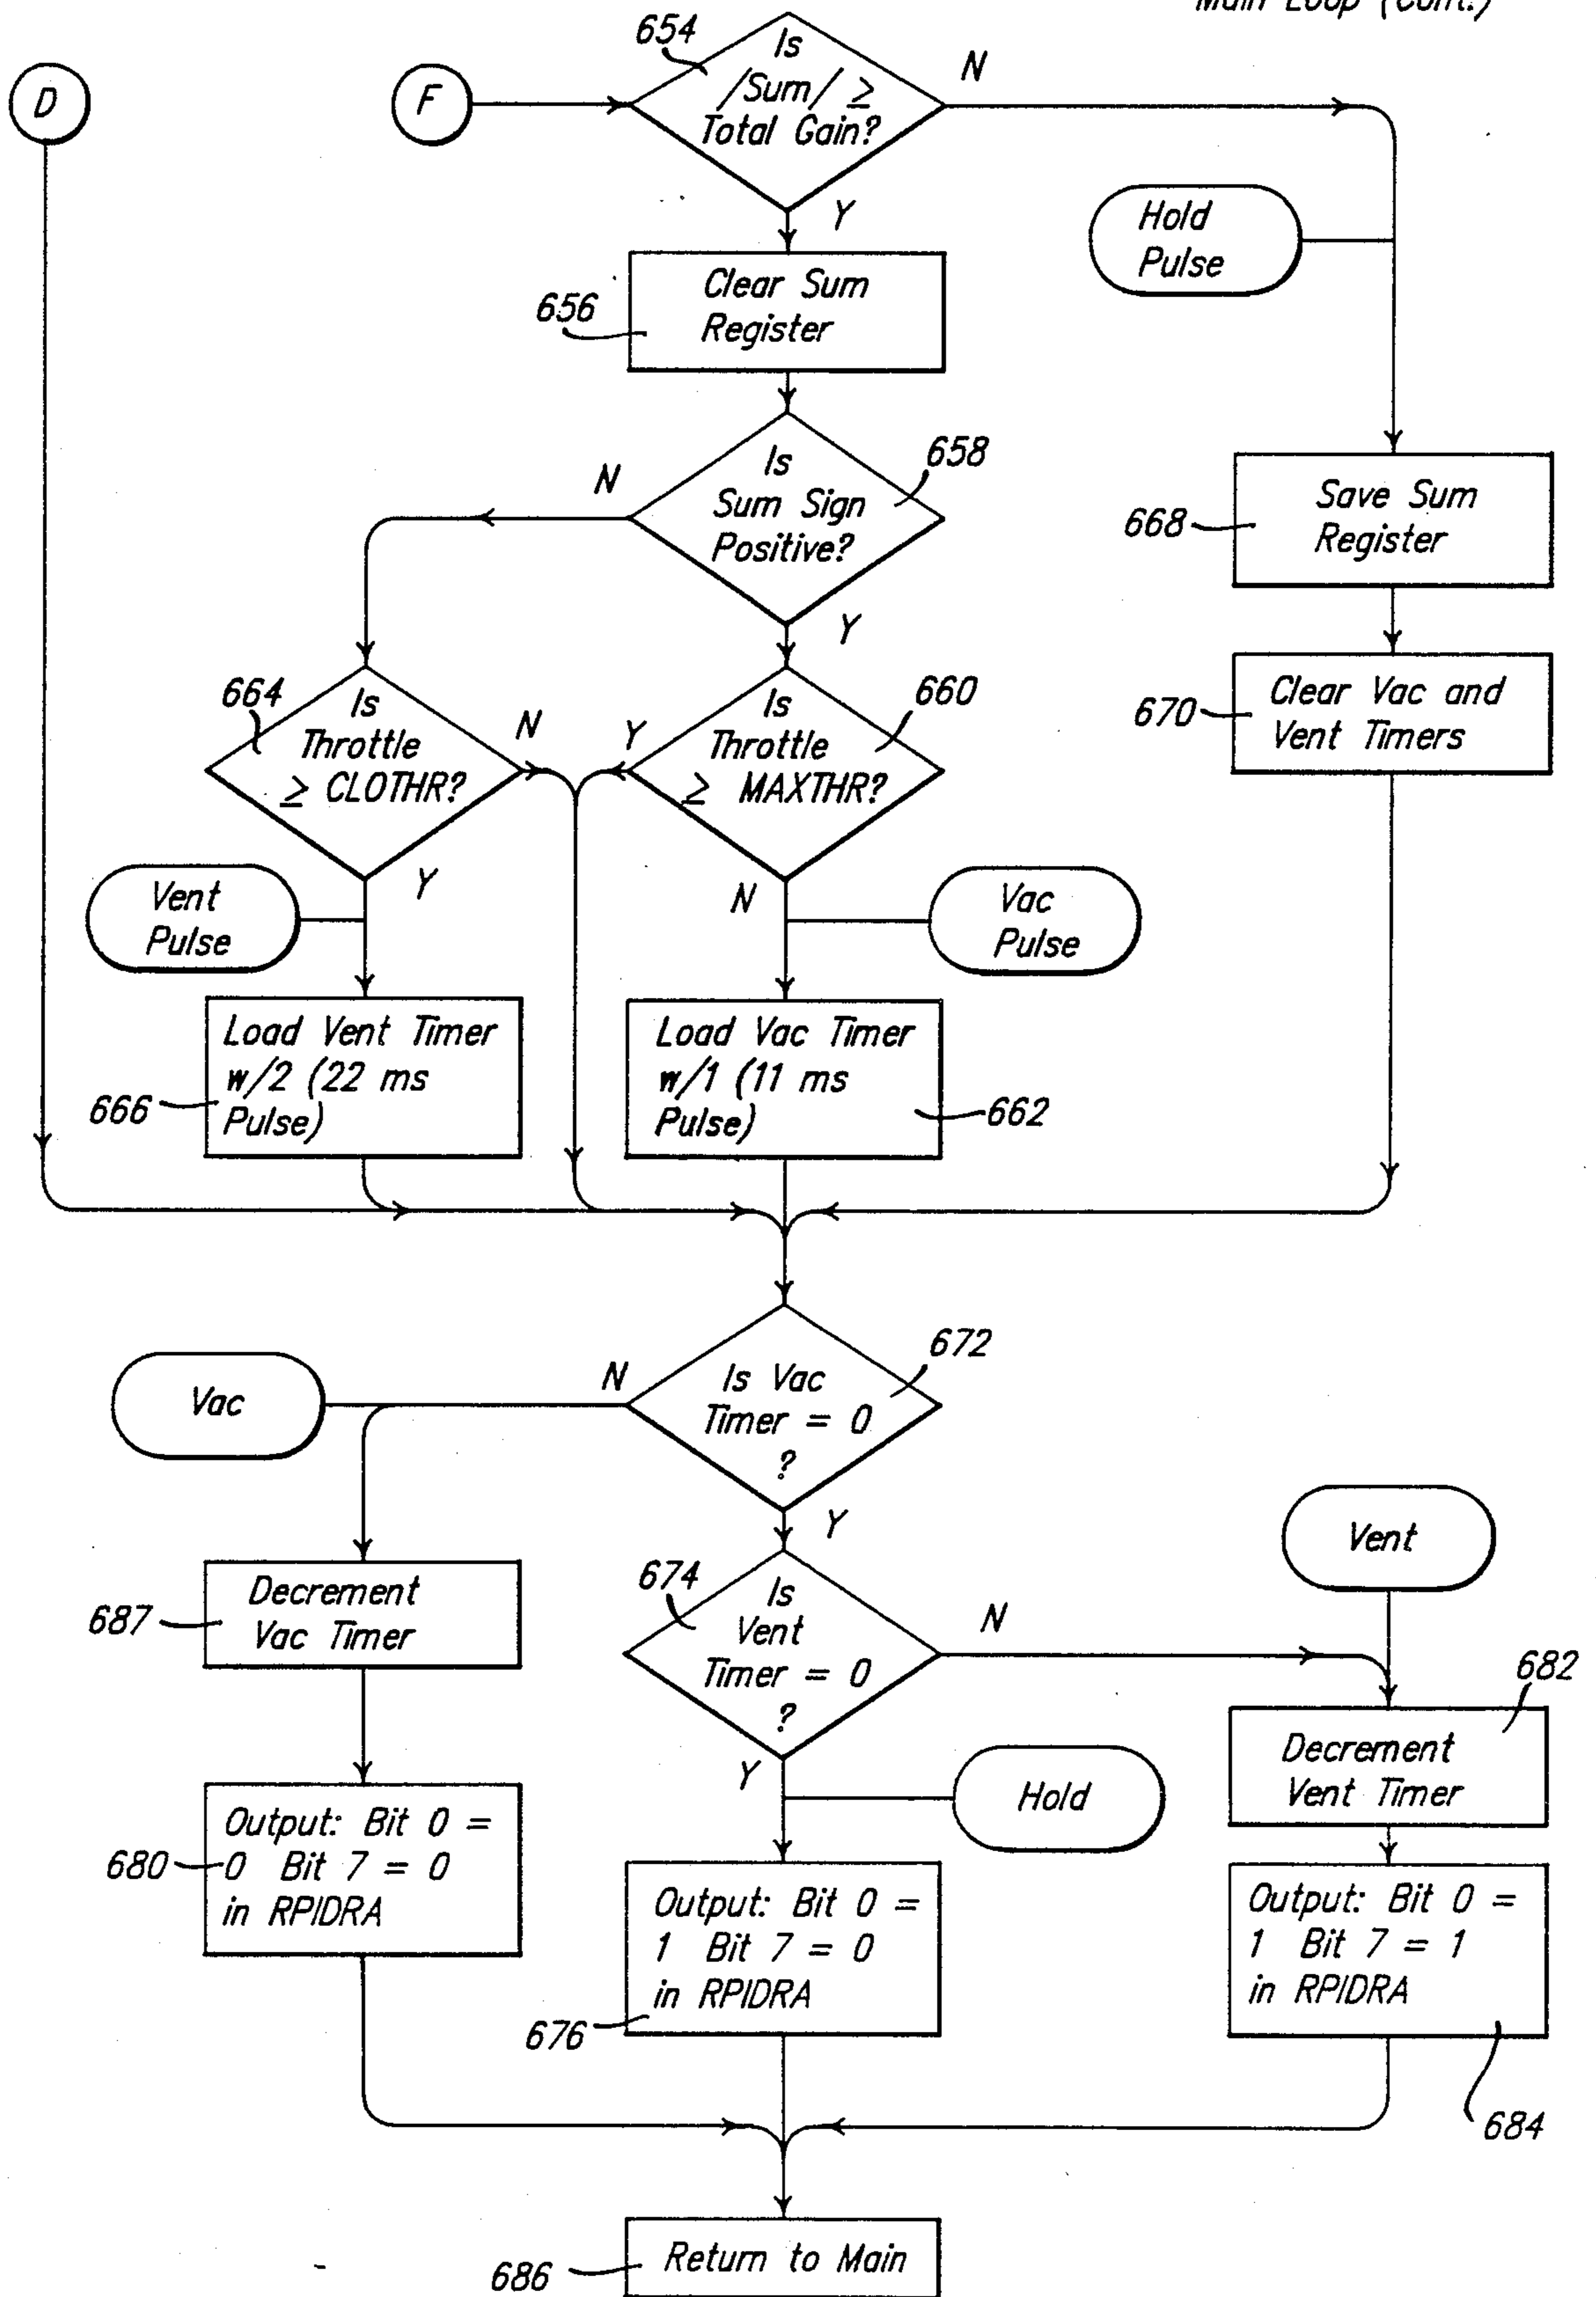 Main Loop (Cont.)
654
Is
/Sum/ ≥
Total Gain?
N
Y
D
F
Hold
Pulse
656
Clear Sum
Register
658
Is
Sum Sign
Positive?
N
Y
668
Save Sum
Register
664
Is
Throttle
≥ CLOTHR?
N
Y
660
Is
Throttle
≥ MAXTHR?
Y
N
670
Clear Vac and
Vent Timers
Vent
Pulse
Vac
Pulse
666
Load Vent Timer
w/2 (22 ms
Pulse)
Load Vac Timer
w/1 (11 ms
Pulse)
662
672
Is Vac
Timer = 0
?
N
Y
Vac
Vent
687
Decrement
Vac Timer
674
Is
Vent
Timer = 0
?
N
Y
682
Decrement
Vent Timer
Hold
680
Output: Bit 0 =
0 Bit 7 = 0
in RPIDRA
676
Output: Bit 0 =
1 Bit 7 = 0
in RPIDRA
Output: Bit 0 =
1 Bit 7 = 1
in RPIDRA
684
686
Return to Main